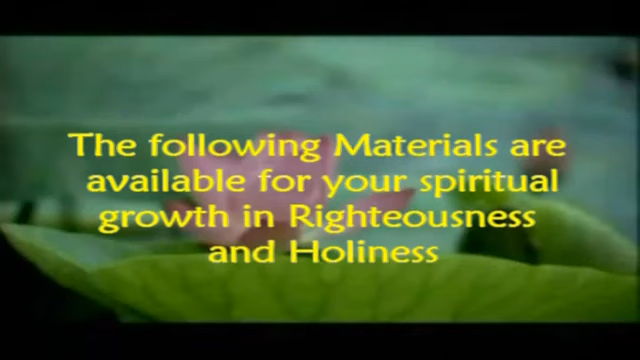 The following Materials are
available for your spiritual
growth in Righteousness
and Holiness